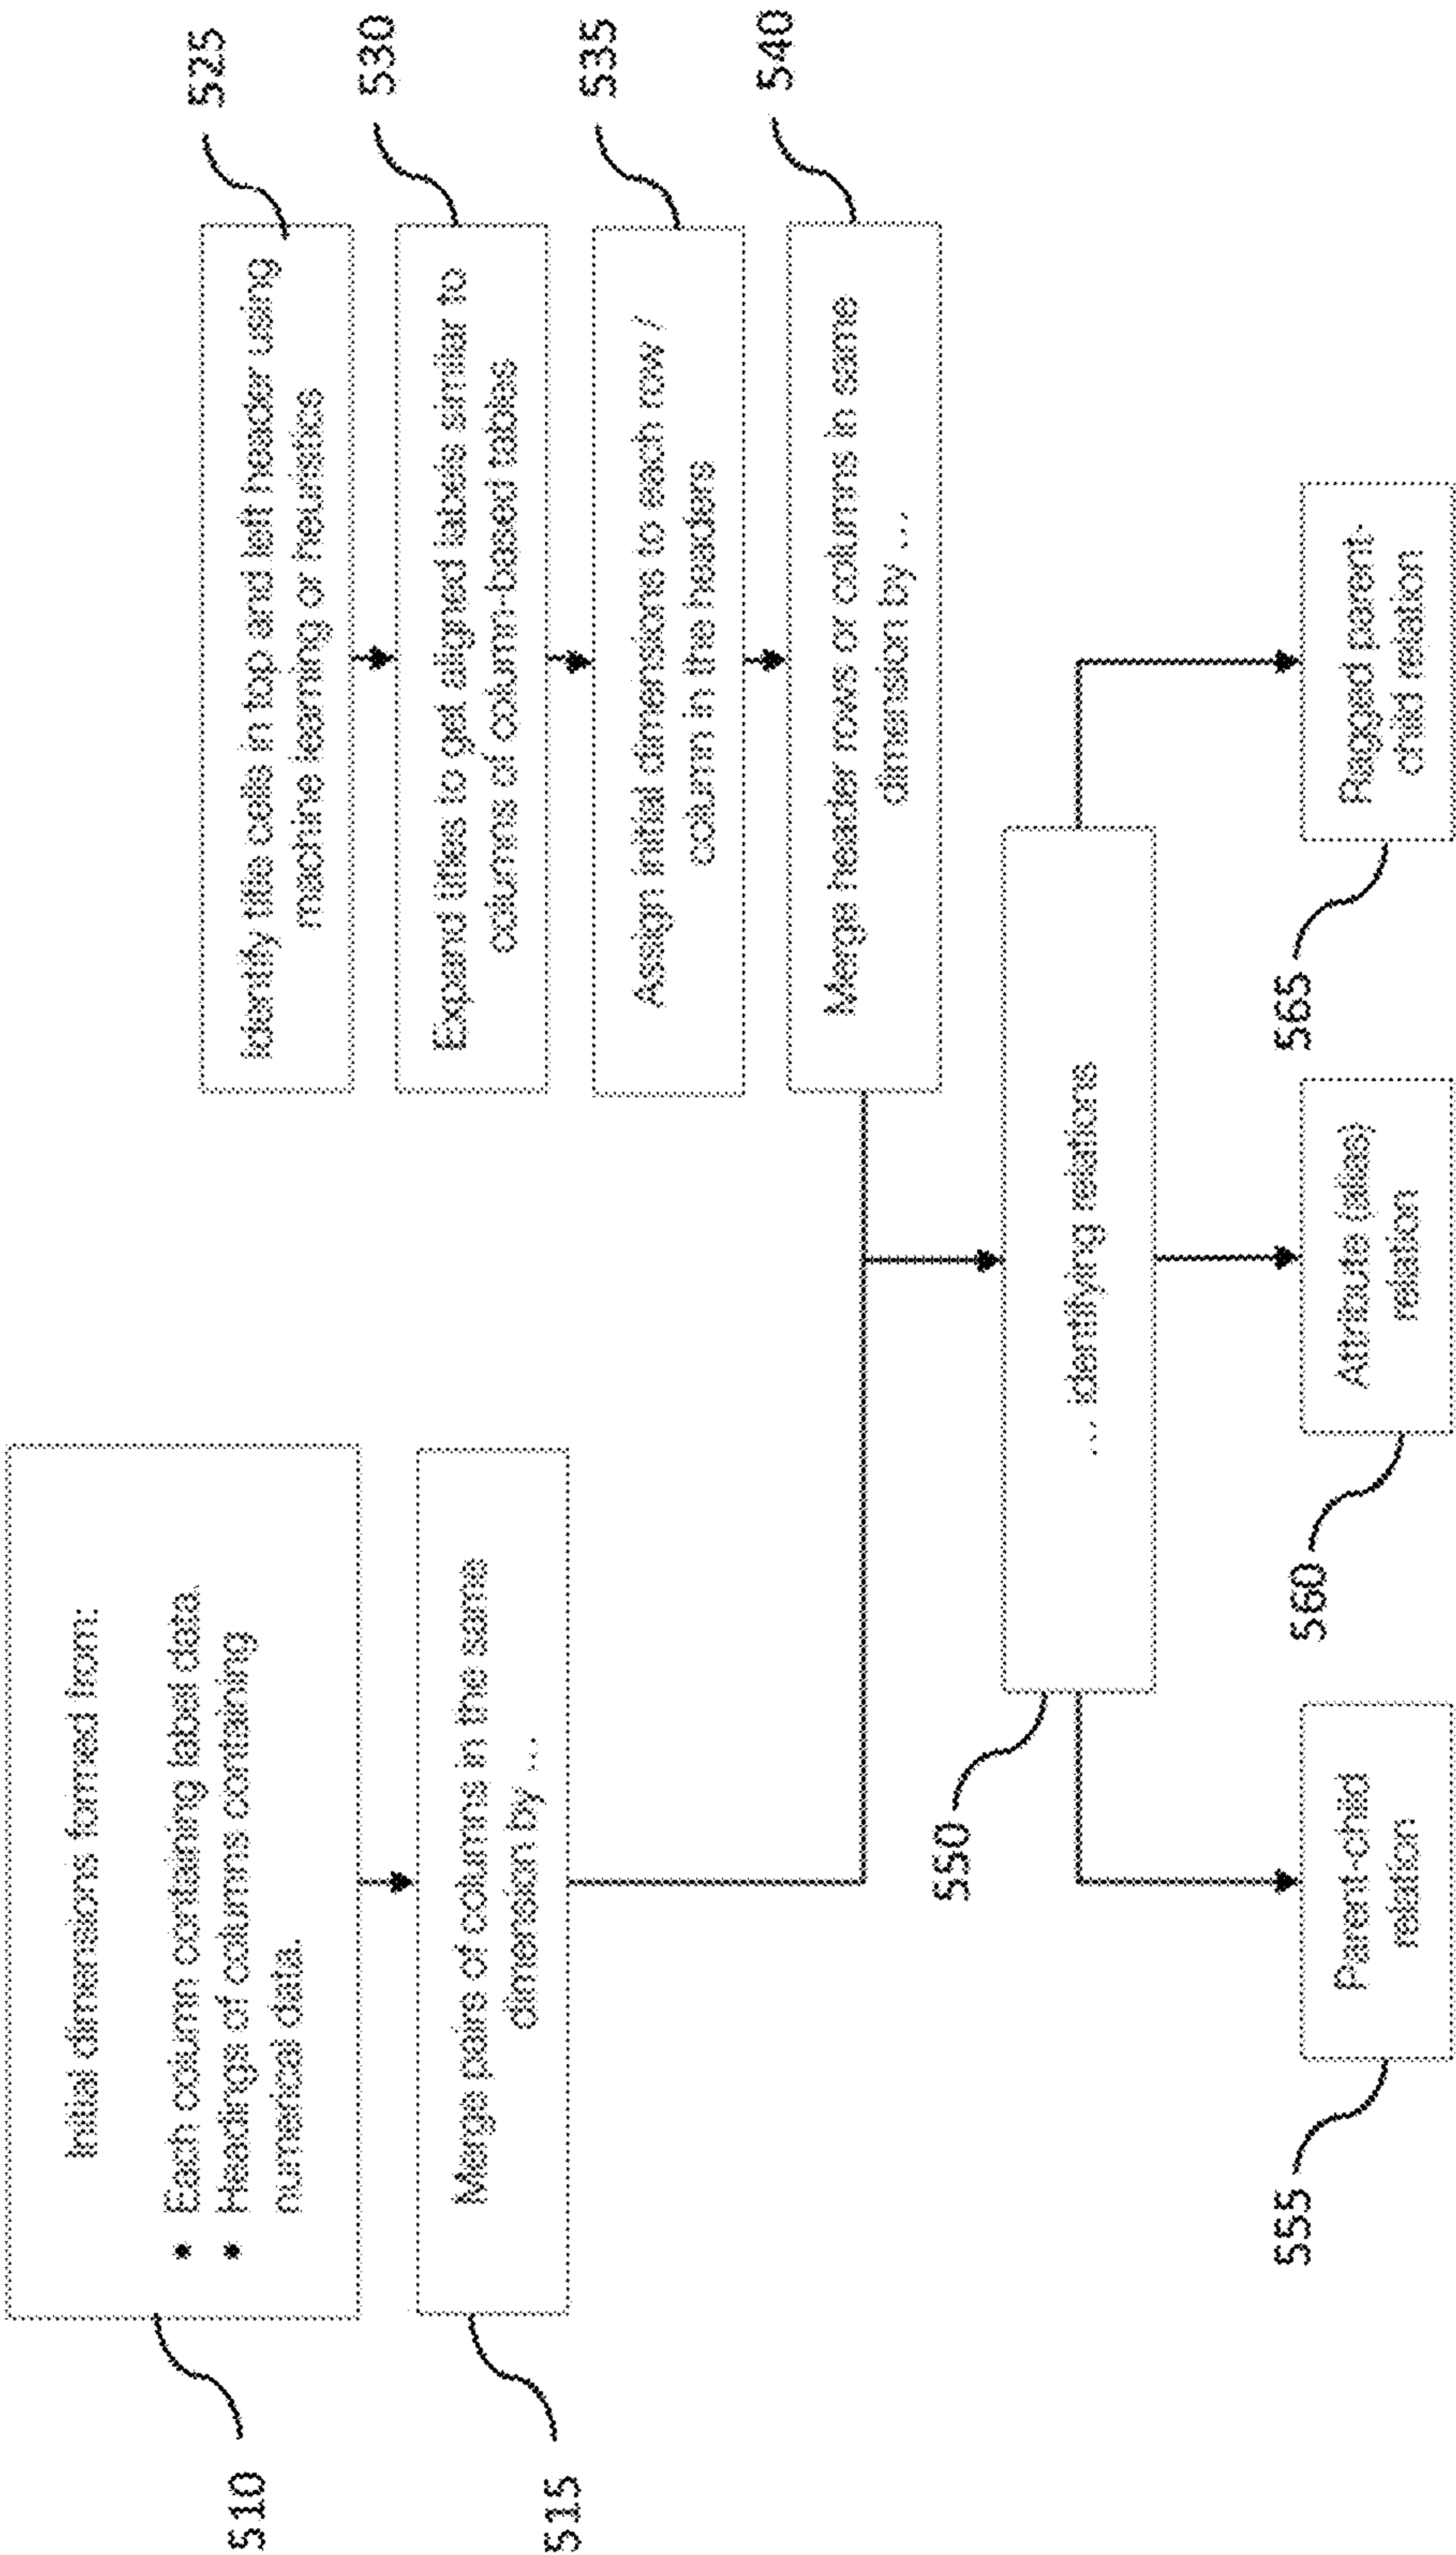 510
Initial dimensions formed from:
• Each column containing label data.
• Headings of columns containing
numerical data.
515
Merge pairs of columns in the same
dimension by ...
525
Identify title cells in top and left header using
machine learning or heuristics
530
Expand titles to get aligned labels similar to
columns of column-based tables
535
Assign initial dimensions to each row /
column in the headers
540
Merge header rows or columns in same
dimension by ...
550
... identifying relations
555
Parent-child
relation
560
Attribute (alias)
relation
565
Ragged parent-
child relation